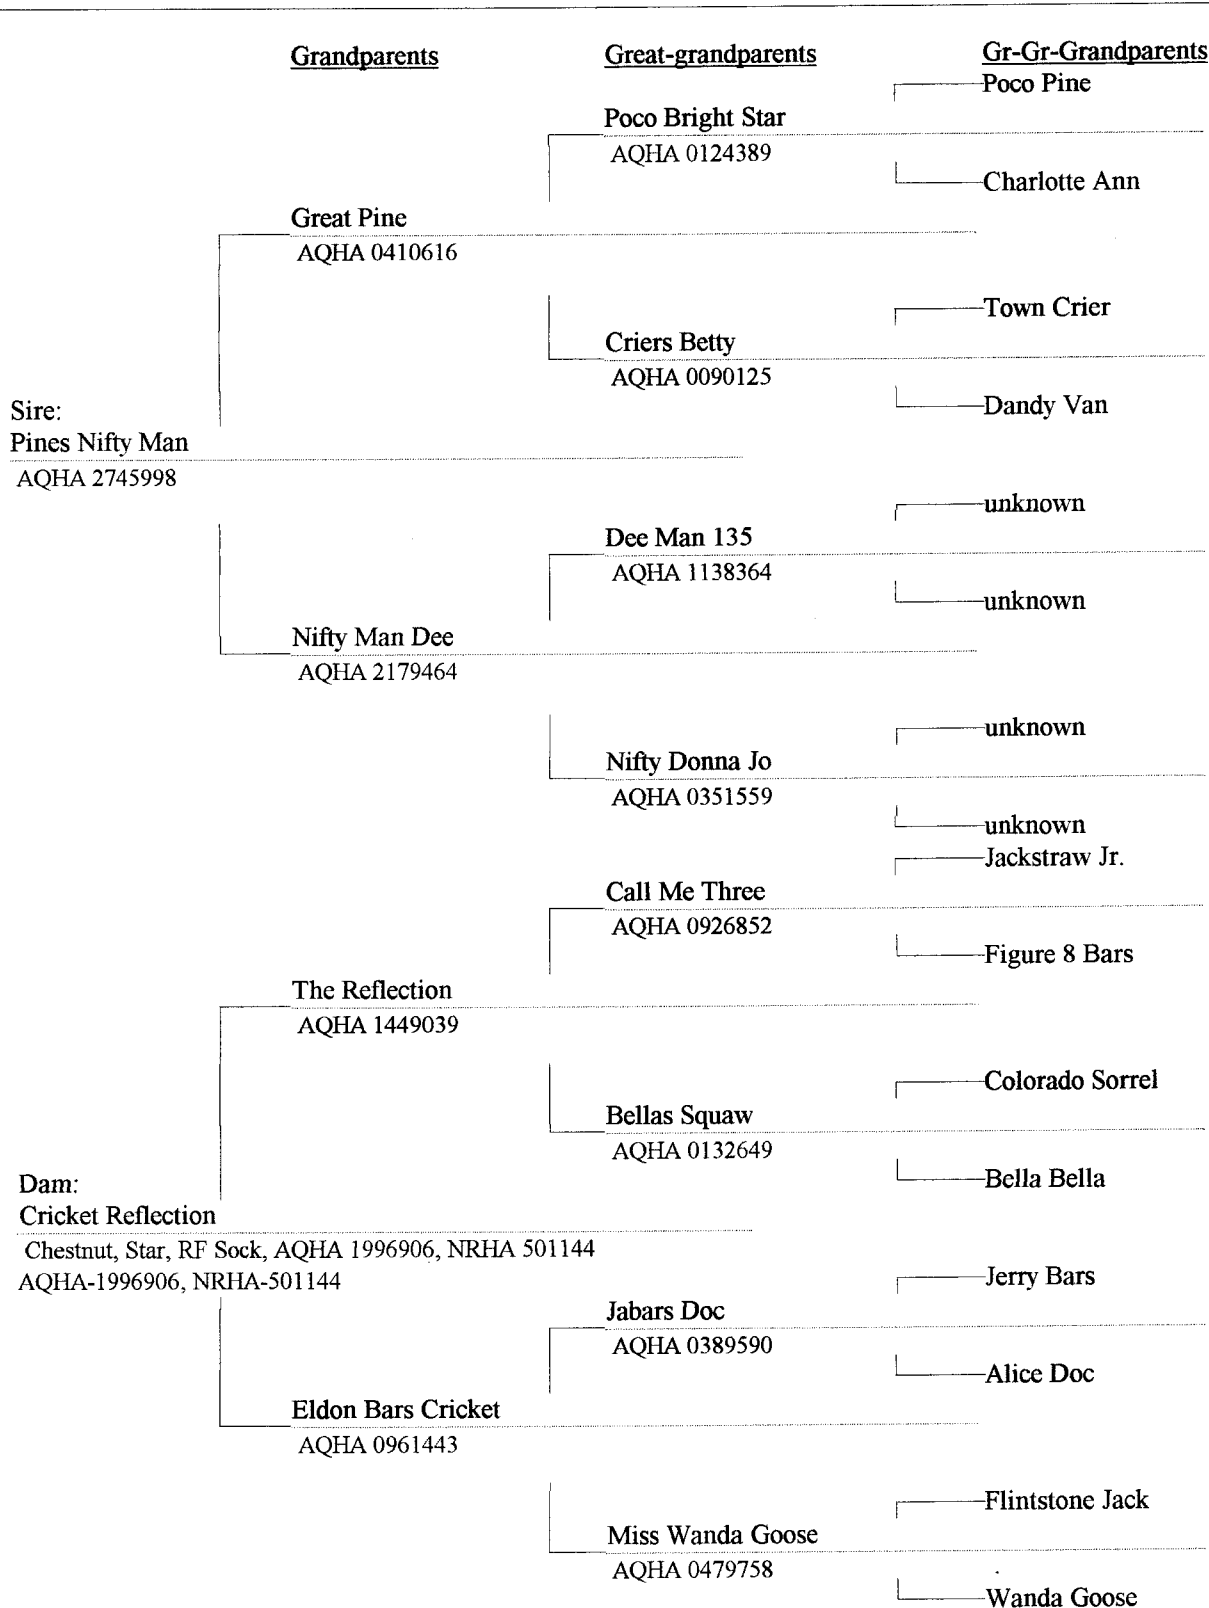 Grandparents
Great-grandparents
Gr-Gr-Grandparents
Poco Pine
Poco Bright Star
AQHA 0124389
Charlotte Ann
Great Pine
AQHA 0410616
Town Crier
Criers Betty
AQHA 0090125
Dandy Van
Sire:
Pines Nifty Man
AQHA 2745998
unknown
Dee Man 135
AQHA 1138364
unknown
Nifty Man Dee
AQHA 2179464
unknown
Nifty Donna Jo
AQHA 0351559
unknown
Jackstraw Jr.
Call Me Three
AQHA 0926852
Figure 8 Bars
The Reflection
AQHA 1449039
Colorado Sorrel
Bellas Squaw
AQHA 0132649
Bella Bella
Dam:
Cricket Reflection
Chestnut, Star, RF Sock, AQHA 1996906, NRHA 501144
AQHA-1996906, NRHA-501144
Jerry Bars
Jabars Doc
AQHA 0389590
Alice Doc
Eldon Bars Cricket
AQHA 0961443
Flintstone Jack
Miss Wanda Goose
AQHA 0479758
Wanda Goose